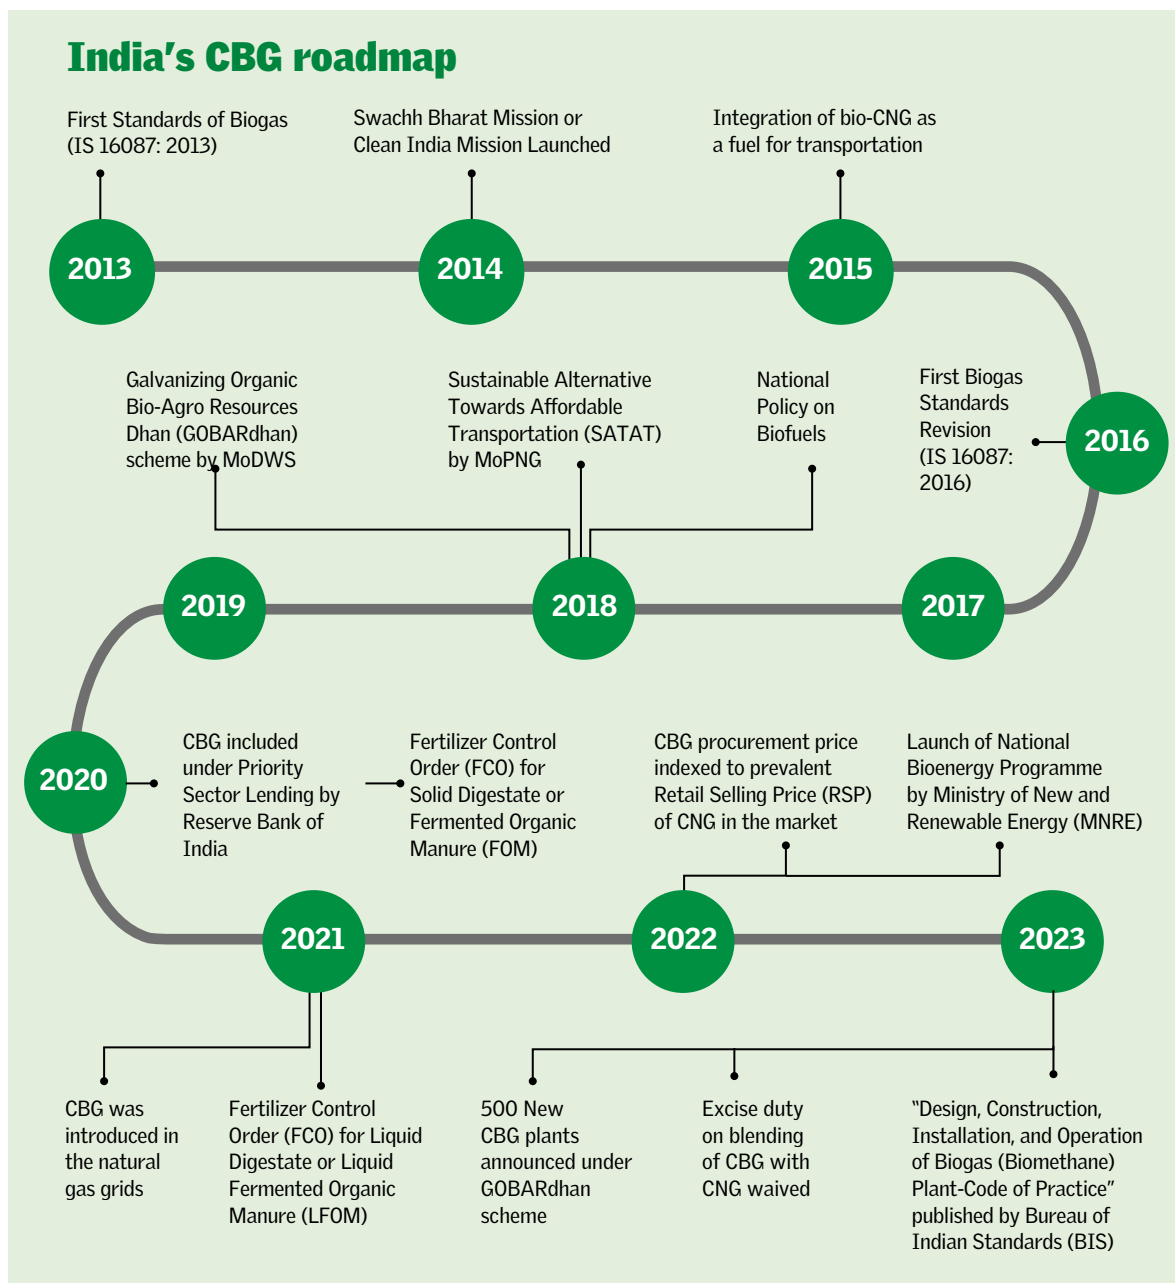 India's CBG roadmap
First Standards of Biogas
(IS 16087: 2013)
Swachh Bharat Mission or
Clean India Mission Launched
Integration of bio-CNG as
a fuel for transportation
2013
2014
2015
Galvanizing Organic
Bio-Agro Resources
Dhan (GOBARdhan)
scheme by MoDWS
Sustainable Alternative
Towards Affordable
Transportation (SATAT)
by MoPNG
National
Policy on
Biofuels
First Biogas
Standards
Revision
(IS 16087:
2016)
2016
2019
2018
2017
2020
CBG included
under Priority
Sector Lending by
Reserve Bank of
India
Fertilizer Control
Order (FCO) for
Solid Digestate or
Fermented Organic
Manure (FOM)
CBG procurement price
indexed to prevalent
Retail Selling Price (RSP)
of CNG in the market
Launch of National
Bioenergy Programme
by Ministry of New and
Renewable Energy (MNRE)
2021
2022
2023
CBG was
introduced in
the natural
gas grids
Fertilizer Control
Order (FCO) for Liquid
Digestate or Liquid
Fermented Organic
Manure (LFOM)
500 New
CBG plants
announced under
GOBARdhan
scheme
Excise duty
on blending
of CBG with
CNG waived
"Design, Construction,
Installation, and Operation
of Biogas (Biomethane)
Plant-Code of Practice"
published by Bureau of
Indian Standards (BIS)